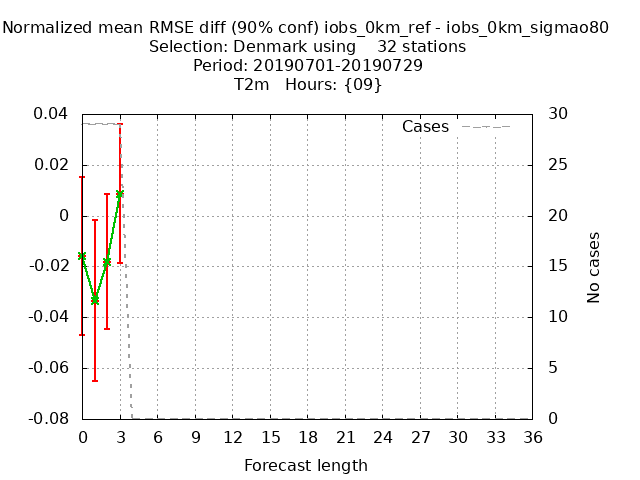 Normalized mean RMSE diff (90% conf) iobs_0km_ref - iobs_0km_sigmao80
Selection: Denmark using    32 stations
Period: 20190701-20190729
T2m   Hours: {09}
Cases
0.04
0.02
0
-0.02
-0.04
-0.06
-0.08
30
25
20
15
10
5
0
No cases
0 3 6 9 12 15 18 21 24 27 30 33 36
Forecast length